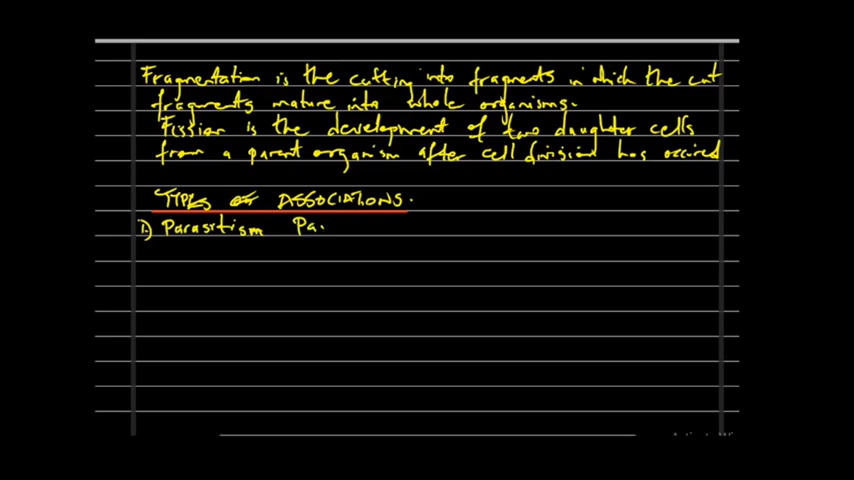 Fragmentation is the cutting into fragments in which the cut
fragments mature into whole organisms.
Fission is the development of two daughter cells
from a parent organism after cell division has occured
TYPES OF ASSOCIATIONS.
1.) Parasitism Pa.